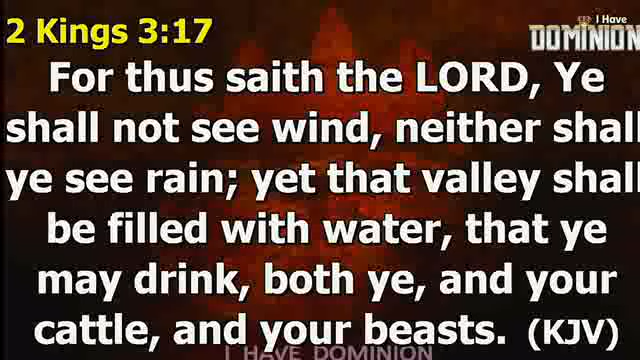 2 Kings 3:17
I Have
DOMINION
For thus saith the LORD, Ye
shall not see wind, neither shall
ye see rain; yet that valley shall
be filled with water, that ye
may drink, both ye, and your
cattle, and your beasts. (KJV)
I HAVE DOMINION